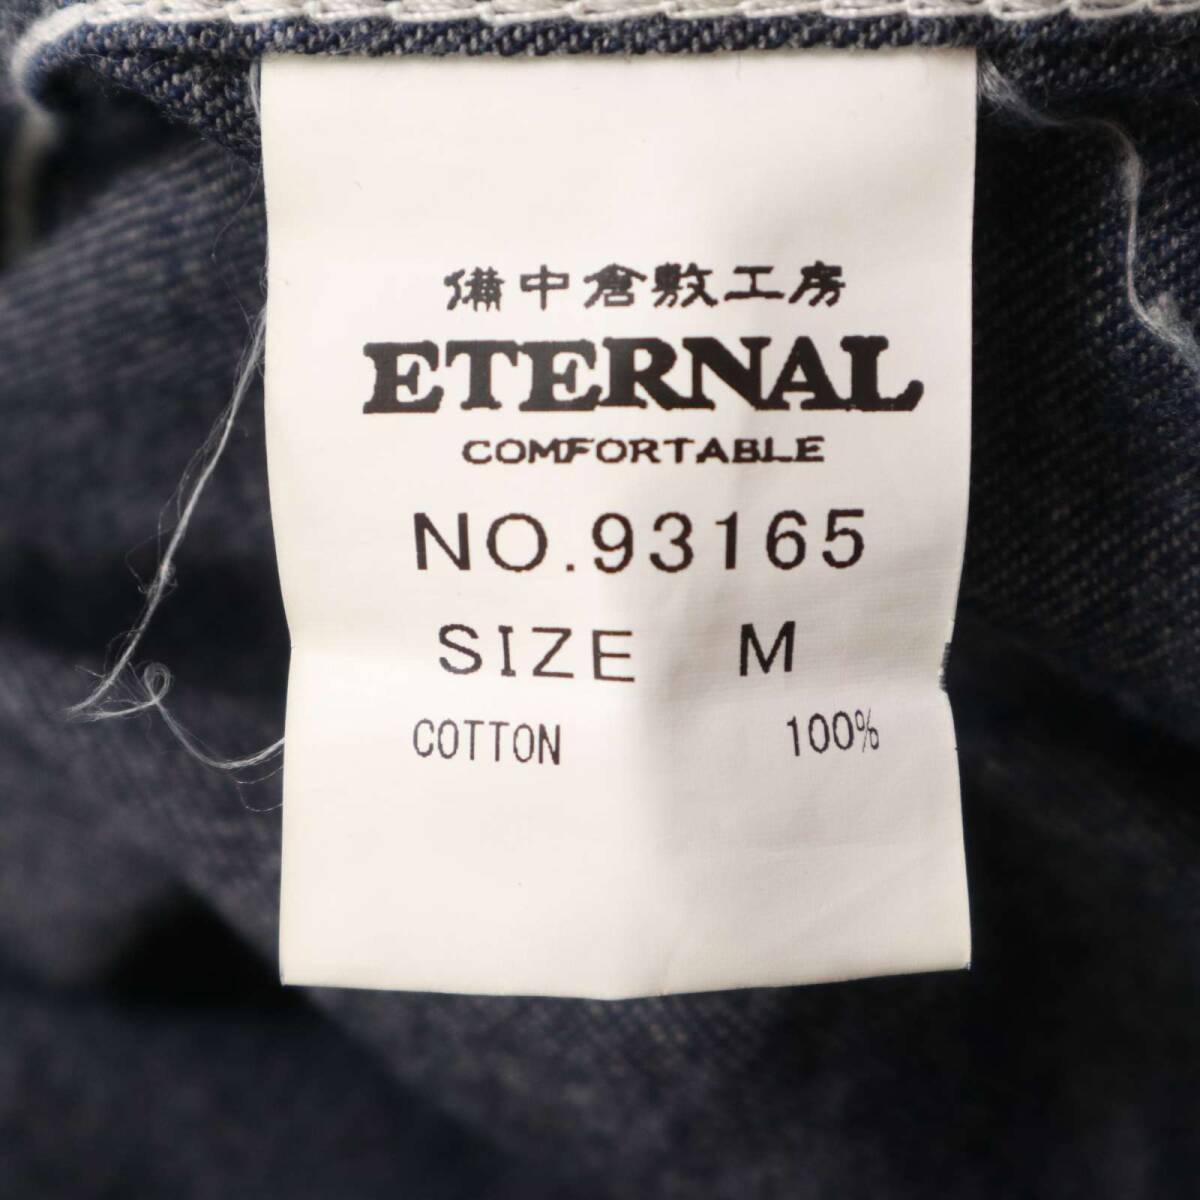 備中倉敷工房
ETERNAL
COMFORTABLE
NO.93165
SIZE M
COTTON 100%